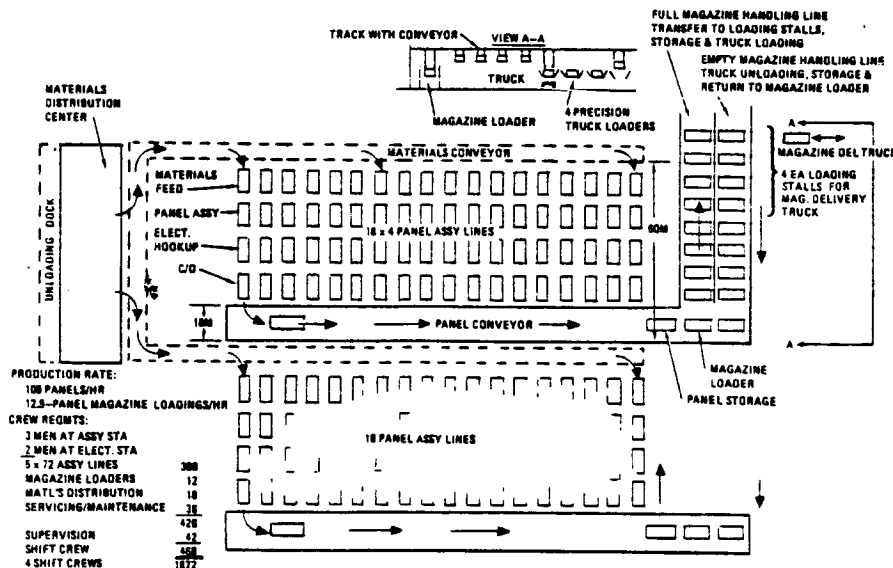 TRACK WITH CONVEYOR
VIEW A–A
TRUCK
MAGAZINE LOADER
4 PRECISION
TRUCK LOADERS
FULL MAGAZINE HANDLING LINE
TRANSFER TO LOADING STALLS,
STORAGE & TRUCK LOADING
EMPTY MAGAZINE HANDLING LINE
TRUCK UNLOADING, STORAGE &
RETURN TO MAGAZINE LOADER
A
MAGAZINE DEL TRUCK
4 EA LOADING
STALLS FOR
MAG. DELIVERY
TRUCK
A
MATERIALS
DISTRIBUTION
CENTER
UNLOADING DOCK
MATERIALS CONVEYOR
MATERIALS
FEED
PANEL ASSY
ELECT.
HOOKUP
C/O
18 x 4 PANEL ASSY LINES
60M
PANEL CONVEYOR
MAGAZINE
LOADER
PANEL STORAGE
18 PANEL ASSY LINES
PRODUCTION RATE:
100 PANELS/HR
12.5–PANEL MAGAZINE LOADINGS/HR
CREW REQMTS:
3 MEN AT ASSY STA
2 MEN AT ELECT. STA
5 x 72 ASSY LINES 360
MAGAZINE LOADERS 12
MATL'S DISTRIBUTION 18
SERVICING/MAINTENANCE 36
426
SUPERVISION 42
SHIFT CREW 468
4 SHIFT CREWS 1872